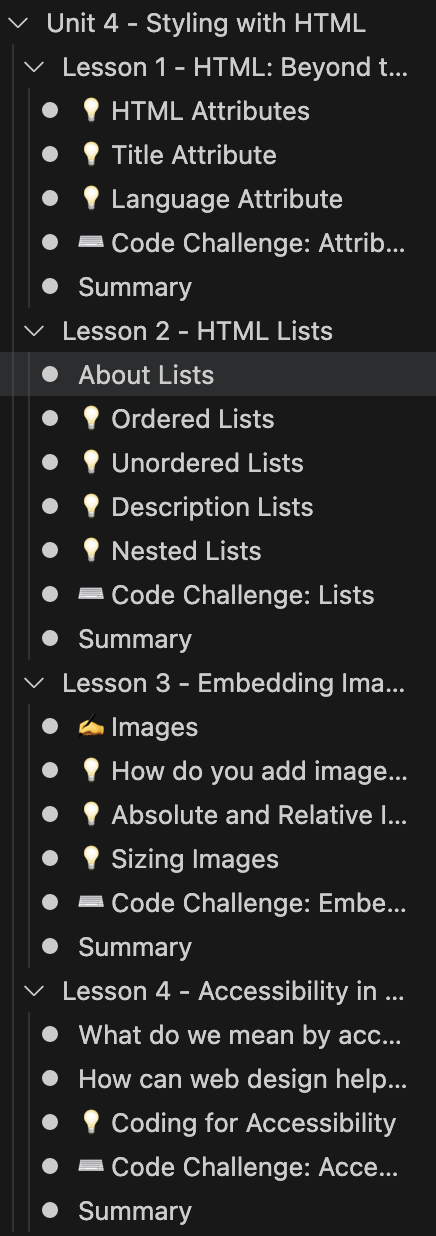 Unit 4 - Styling with HTML
Lesson 1 - HTML: Beyond t...
HTML Attributes
Title Attribute
Language Attribute
Code Challenge: Attrib...
Summary
Lesson 2 - HTML Lists
About Lists
Ordered Lists
Unordered Lists
Description Lists
Nested Lists
Code Challenge: Lists
Summary
Lesson 3 - Embedding Ima...
Images
How do you add image...
Absolute and Relative I...
Sizing Images
Code Challenge: Embe...
Summary
Lesson 4 - Accessibility in ...
What do we mean by acc...
How can web design help...
Coding for Accessibility
Code Challenge: Acce...
Summary